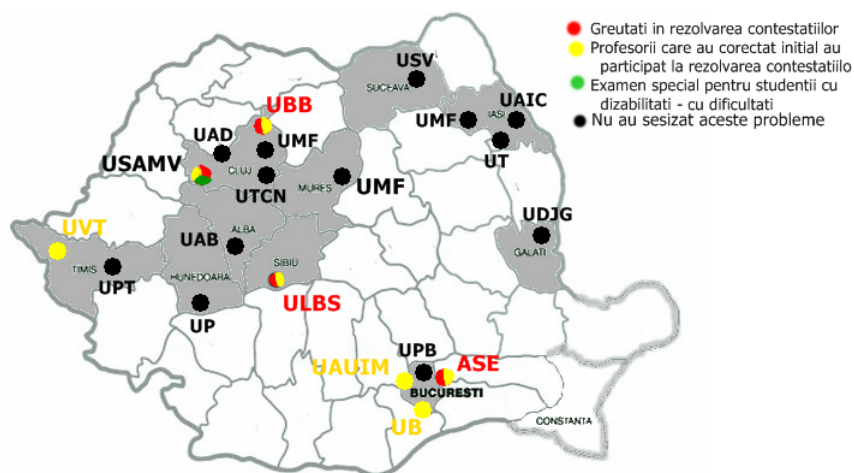 Greutati in rezolvarea contestatiilor
Profesorii care au corectat initial au
participat la rezolvarea contestatiilo
Examen special pentru studentii cu
dizabilitati - cu dificultati
Nu au sesizat aceste probleme
USV
SUCEAVA
UBB
UAIC
UMF
IASI
UAD
UMF
UT
USAMV
CLUJ
UTCN
MURES
UMF
UVT
UAB
ALBA
UDJG
GALATI
TIMIS
UPT
HUNEDOARA
SIBIU
ULBS
UP
UPB
UAUIM
ASE
BUCURESTI
UB
CONSTANTA